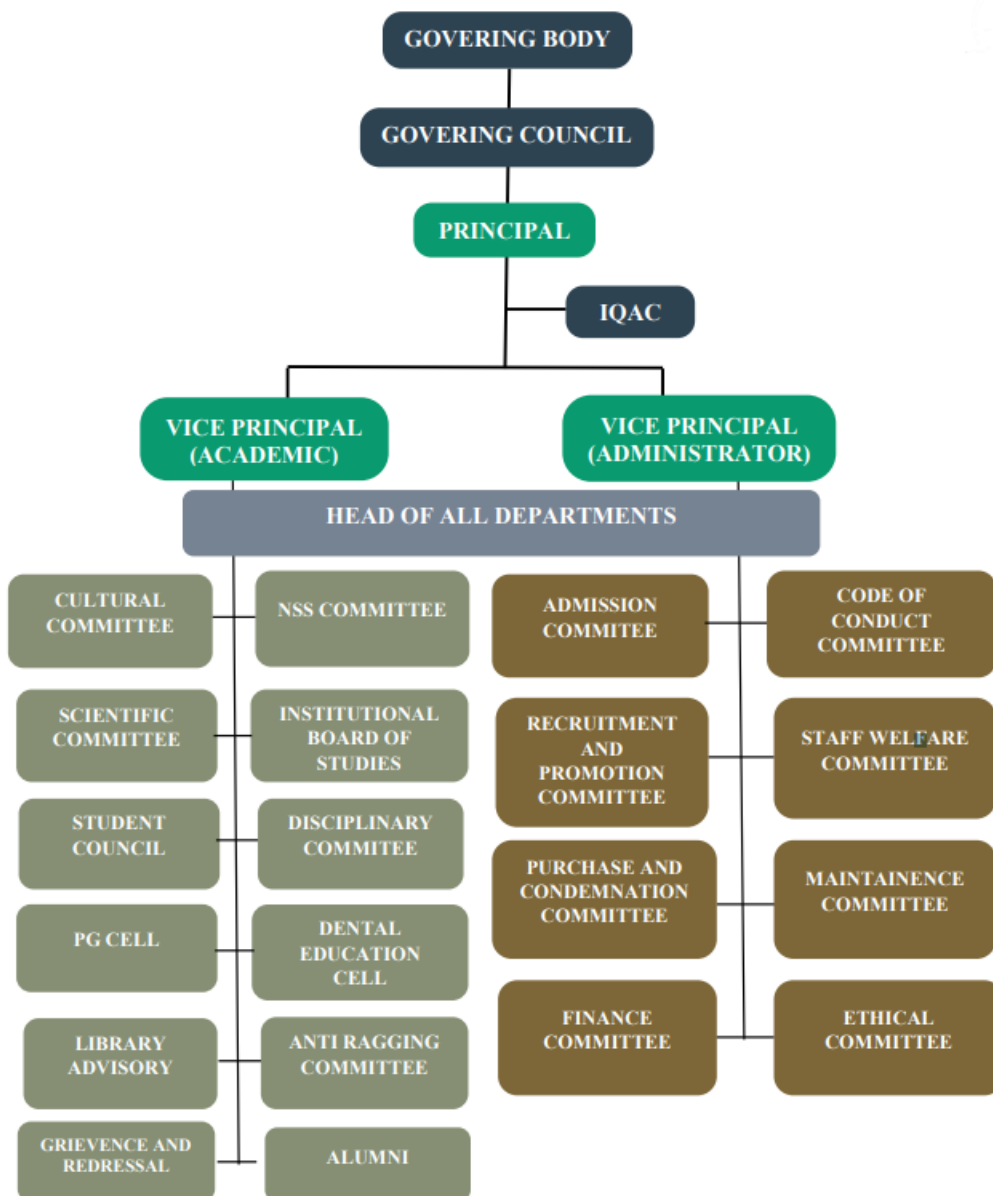 GOVERING BODY
GOVERING COUNCIL
PRINCIPAL
IQAC
VICE PRINCIPAL
(ACADEMIC)
VICE PRINCIPAL
(ADMINISTRATOR)
HEAD OF ALL DEPARTMENTS
CULTURAL
COMMITTEE
NSS COMMITTEE
SCIENTIFIC
COMMITTEE
INSTITUTIONAL
BOARD OF
STUDIES
STUDENT
COUNCIL
DISCIPLINARY
COMMITEE
PG CELL
DENTAL
EDUCATION
CELL
LIBRARY
ADVISORY
ANTI RAGGING
COMMITTEE
GRIEVENCE AND
REDRESSAL
ALUMNI
ADMISSION
COMMITEE
CODE OF
CONDUCT
COMMITTEE
RECRUITMENT
AND
PROMOTION
COMMITTEE
STAFF WELFARE
COMMITTEE
PURCHASE AND
CONDEMNATION
COMMITTEE
MAINTAINENCE
COMMITTEE
FINANCE
COMMITTEE
ETHICAL
COMMITTEE